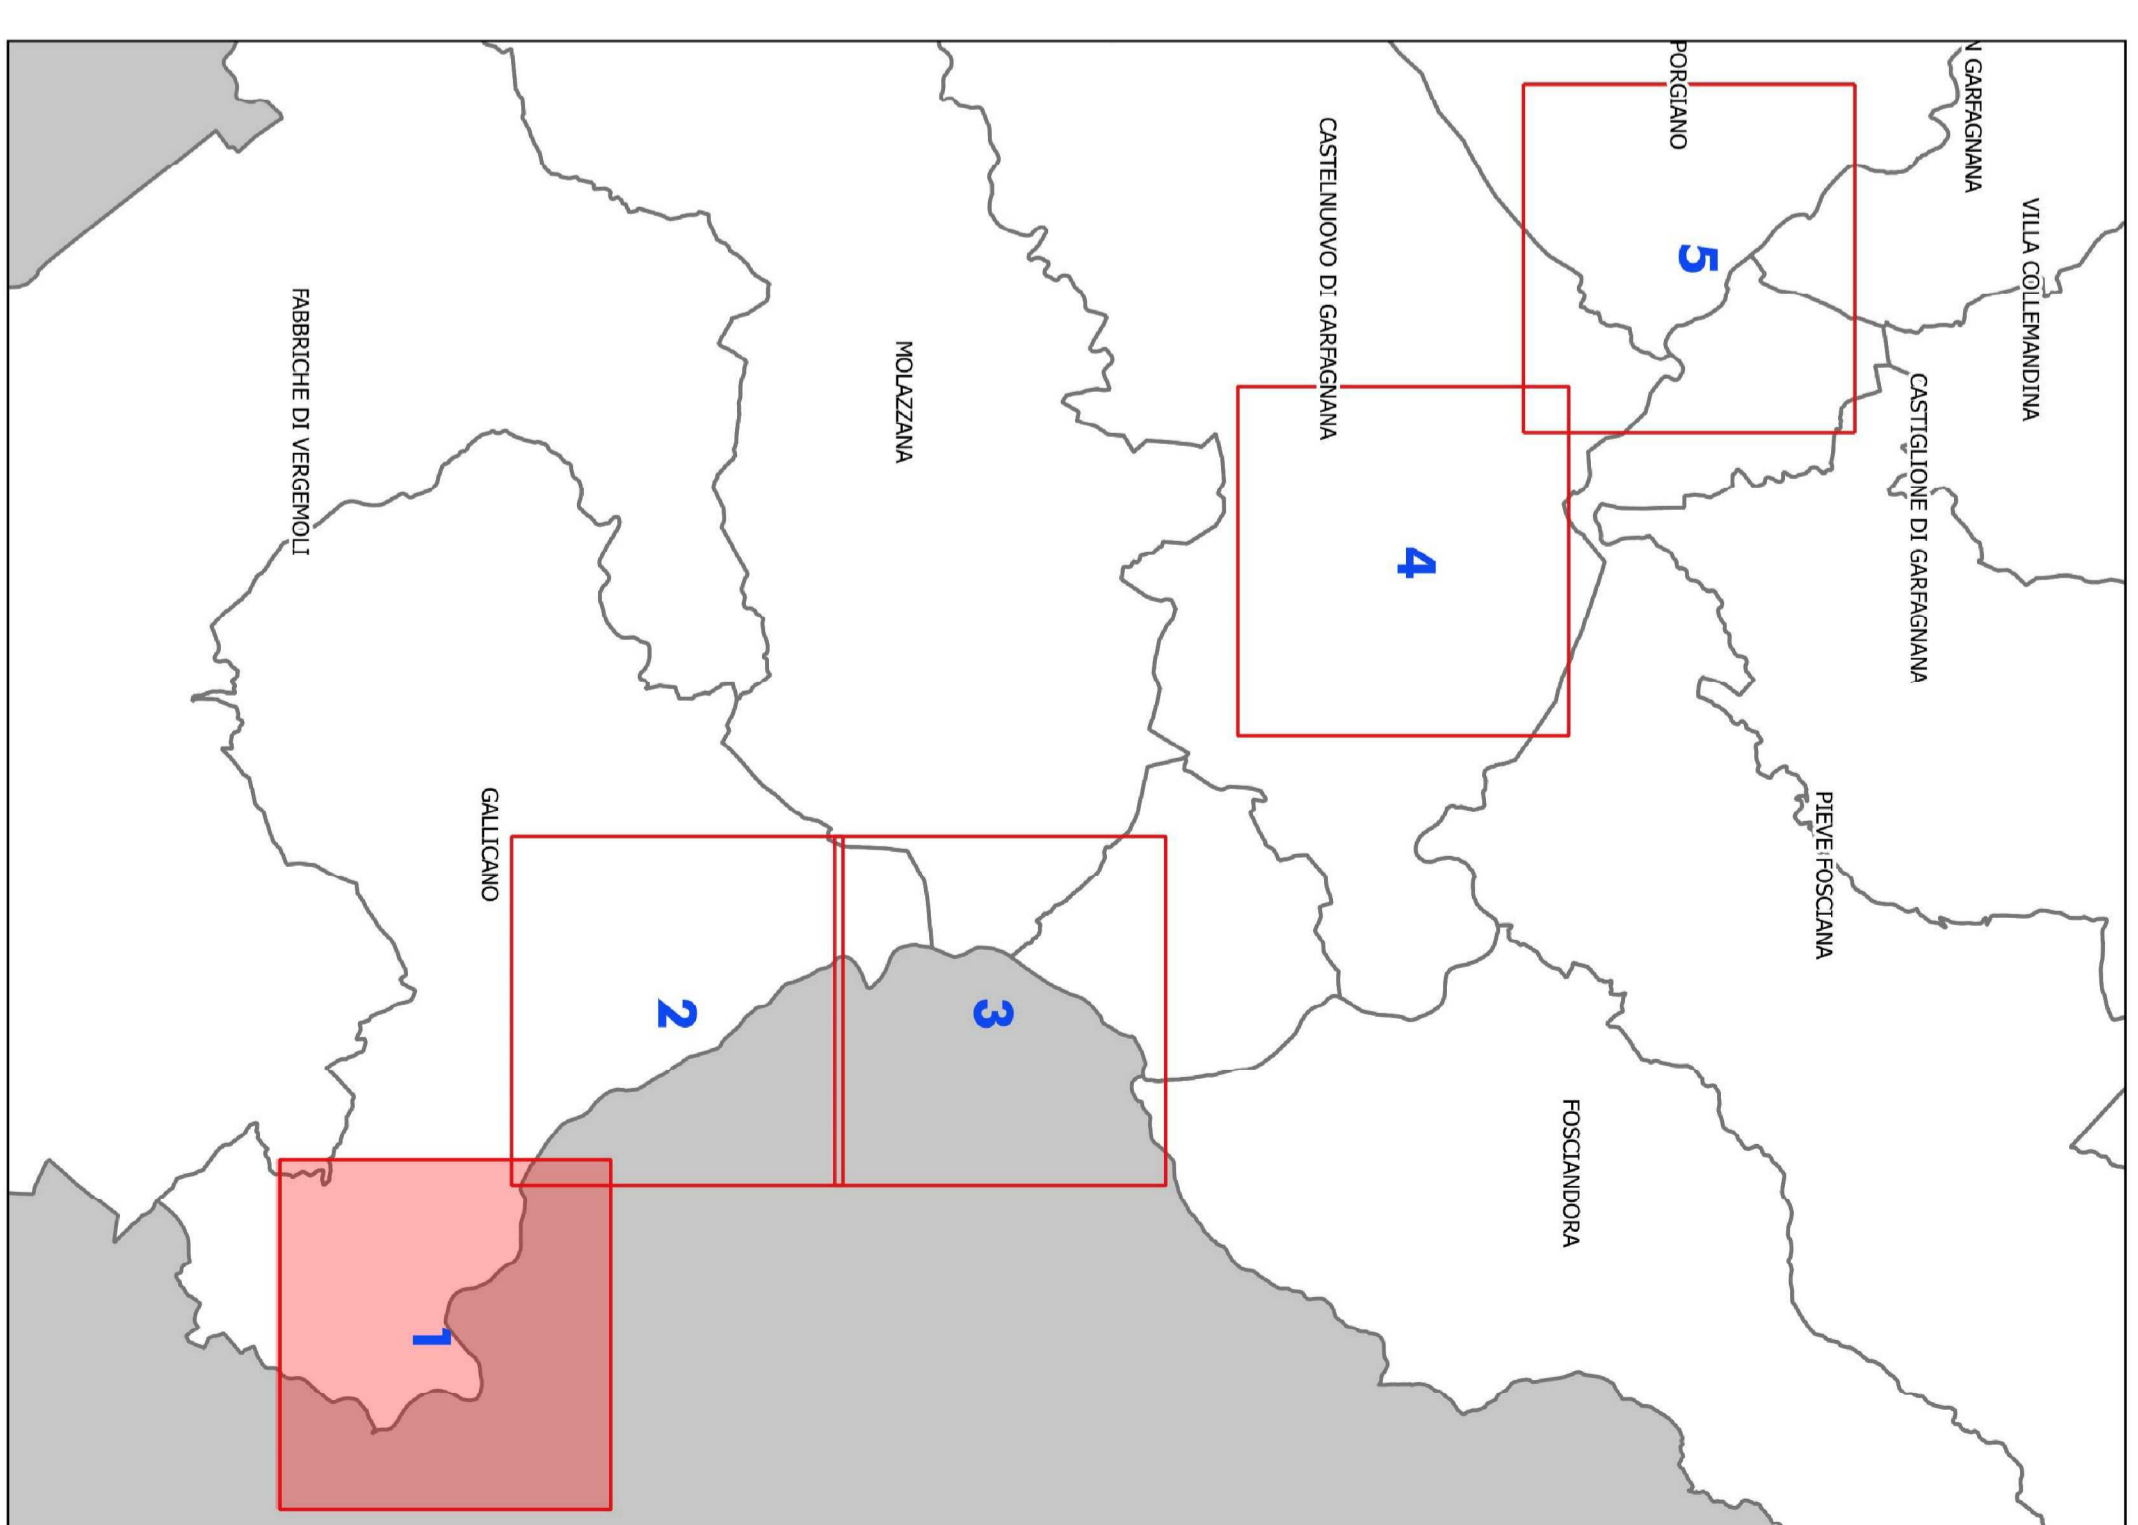 N GARFAGNANA
VILLA COLLEMANDINA
CASTIGLIONE DI GARFAGNANA
PIEVE FOSCIANA
PORGIANO
5
FOSCIANDORA
4
CASTELNUOVO DI GARFAGNANA
3
MOLAZZANA
2
GALLICANO
1
FABBRICHE DI VERGEMOLI